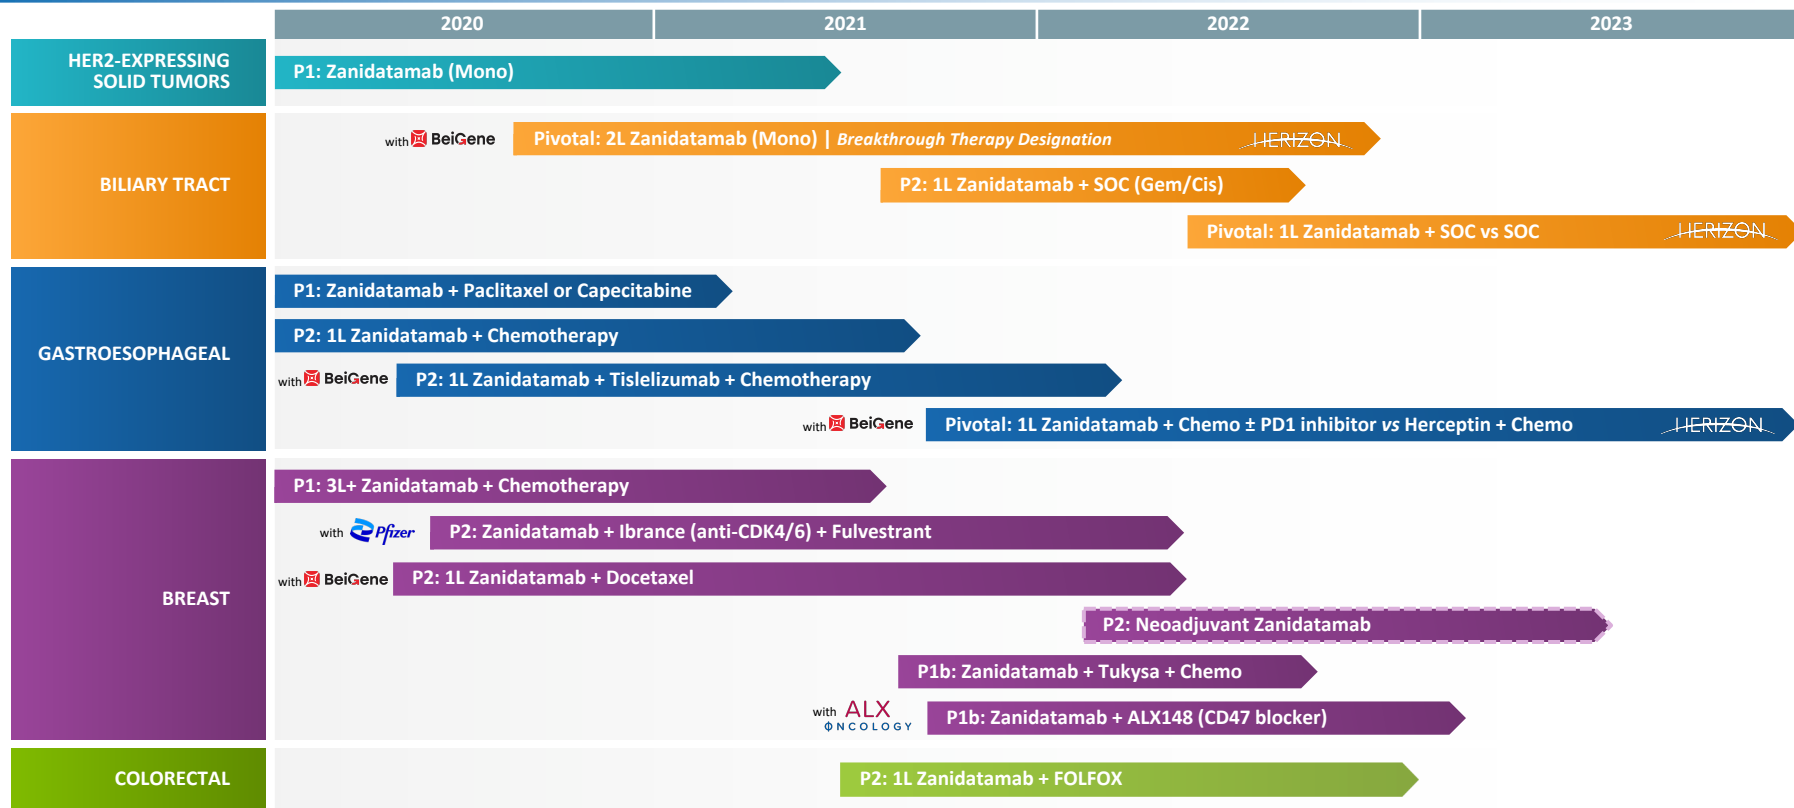 2020 2021 2022 2023
HER2-EXPRESSING
SOLID TUMORS
P1: Zanidatamab (Mono)
BILIARY TRACT
with BeiGene Pivotal: 2L Zanidatamab (Mono) | Breakthrough Therapy Designation HERIZON
P2: 1L Zanidatamab + SOC (Gem/Cis)
Pivotal: 1L Zanidatamab + SOC vs SOC HERIZON
GASTROESOPHAGEAL
P1: Zanidatamab + Paclitaxel or Capecitabine
P2: 1L Zanidatamab + Chemotherapy
with BeiGene P2: 1L Zanidatamab + Tislelizumab + Chemotherapy
with BeiGene Pivotal: 1L Zanidatamab + Chemo ± PD1 inhibitor vs Herceptin + Chemo HERIZON
BREAST
P1: 3L+ Zanidatamab + Chemotherapy
with Pfizer P2: Zanidatamab + Ibrance (anti-CDK4/6) + Fulvestrant
with BeiGene P2: 1L Zanidatamab + Docetaxel
P2: Neoadjuvant Zanidatamab
P1b: Zanidatamab + Tukysa + Chemo
with ALX ONCOLOGY P1b: Zanidatamab + ALX148 (CD47 blocker)
COLORECTAL
P2: 1L Zanidatamab + FOLFOX